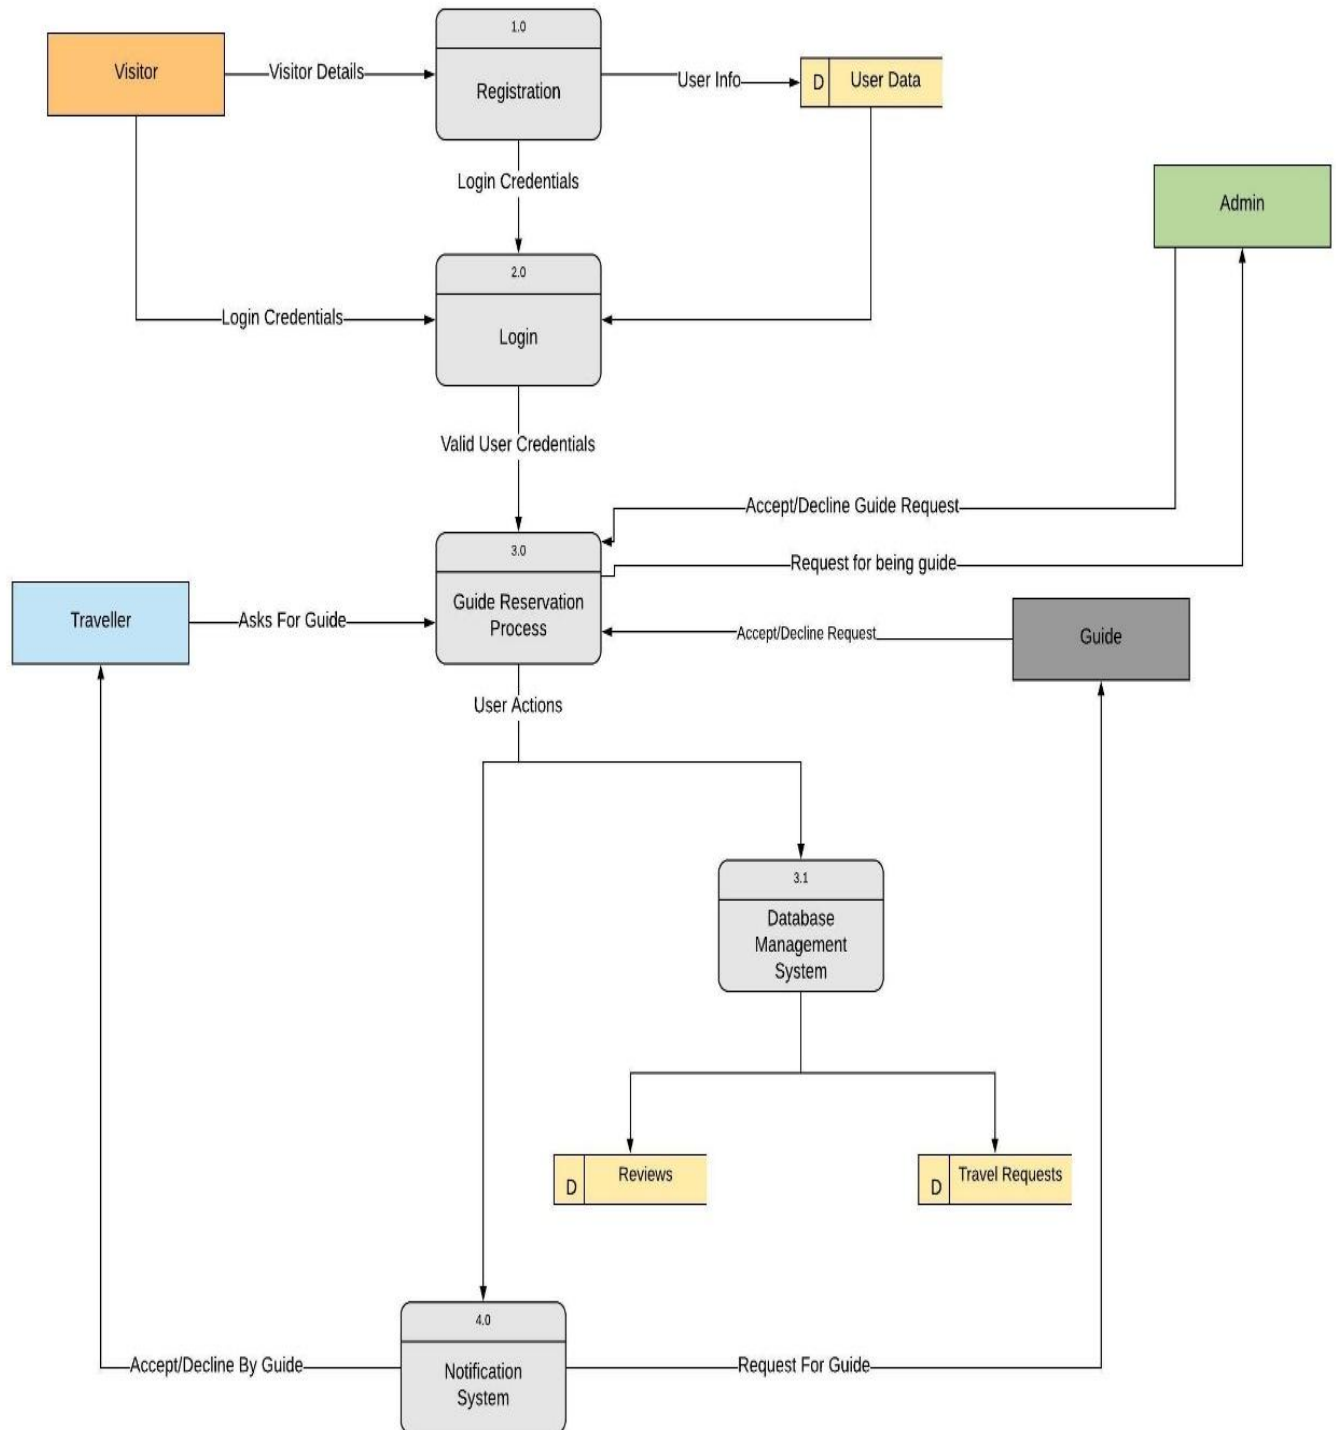 1.0
Visitor
Visitor Details
Registration
User Info
D
User Data
Login Credentials
Admin
2.0
Login Credentials
Login
Valid User Credentials
Accept/Decline Guide Request
3.0
Request for being guide
Guide Reservation
Process
Traveller
Asks For Guide
Accept/Decline Request
Guide
User Actions
3.1
Database
Management
System
D
Reviews
D
Travel Requests
4.0
Accept/Decline By Guide
Notification
System
Request For Guide